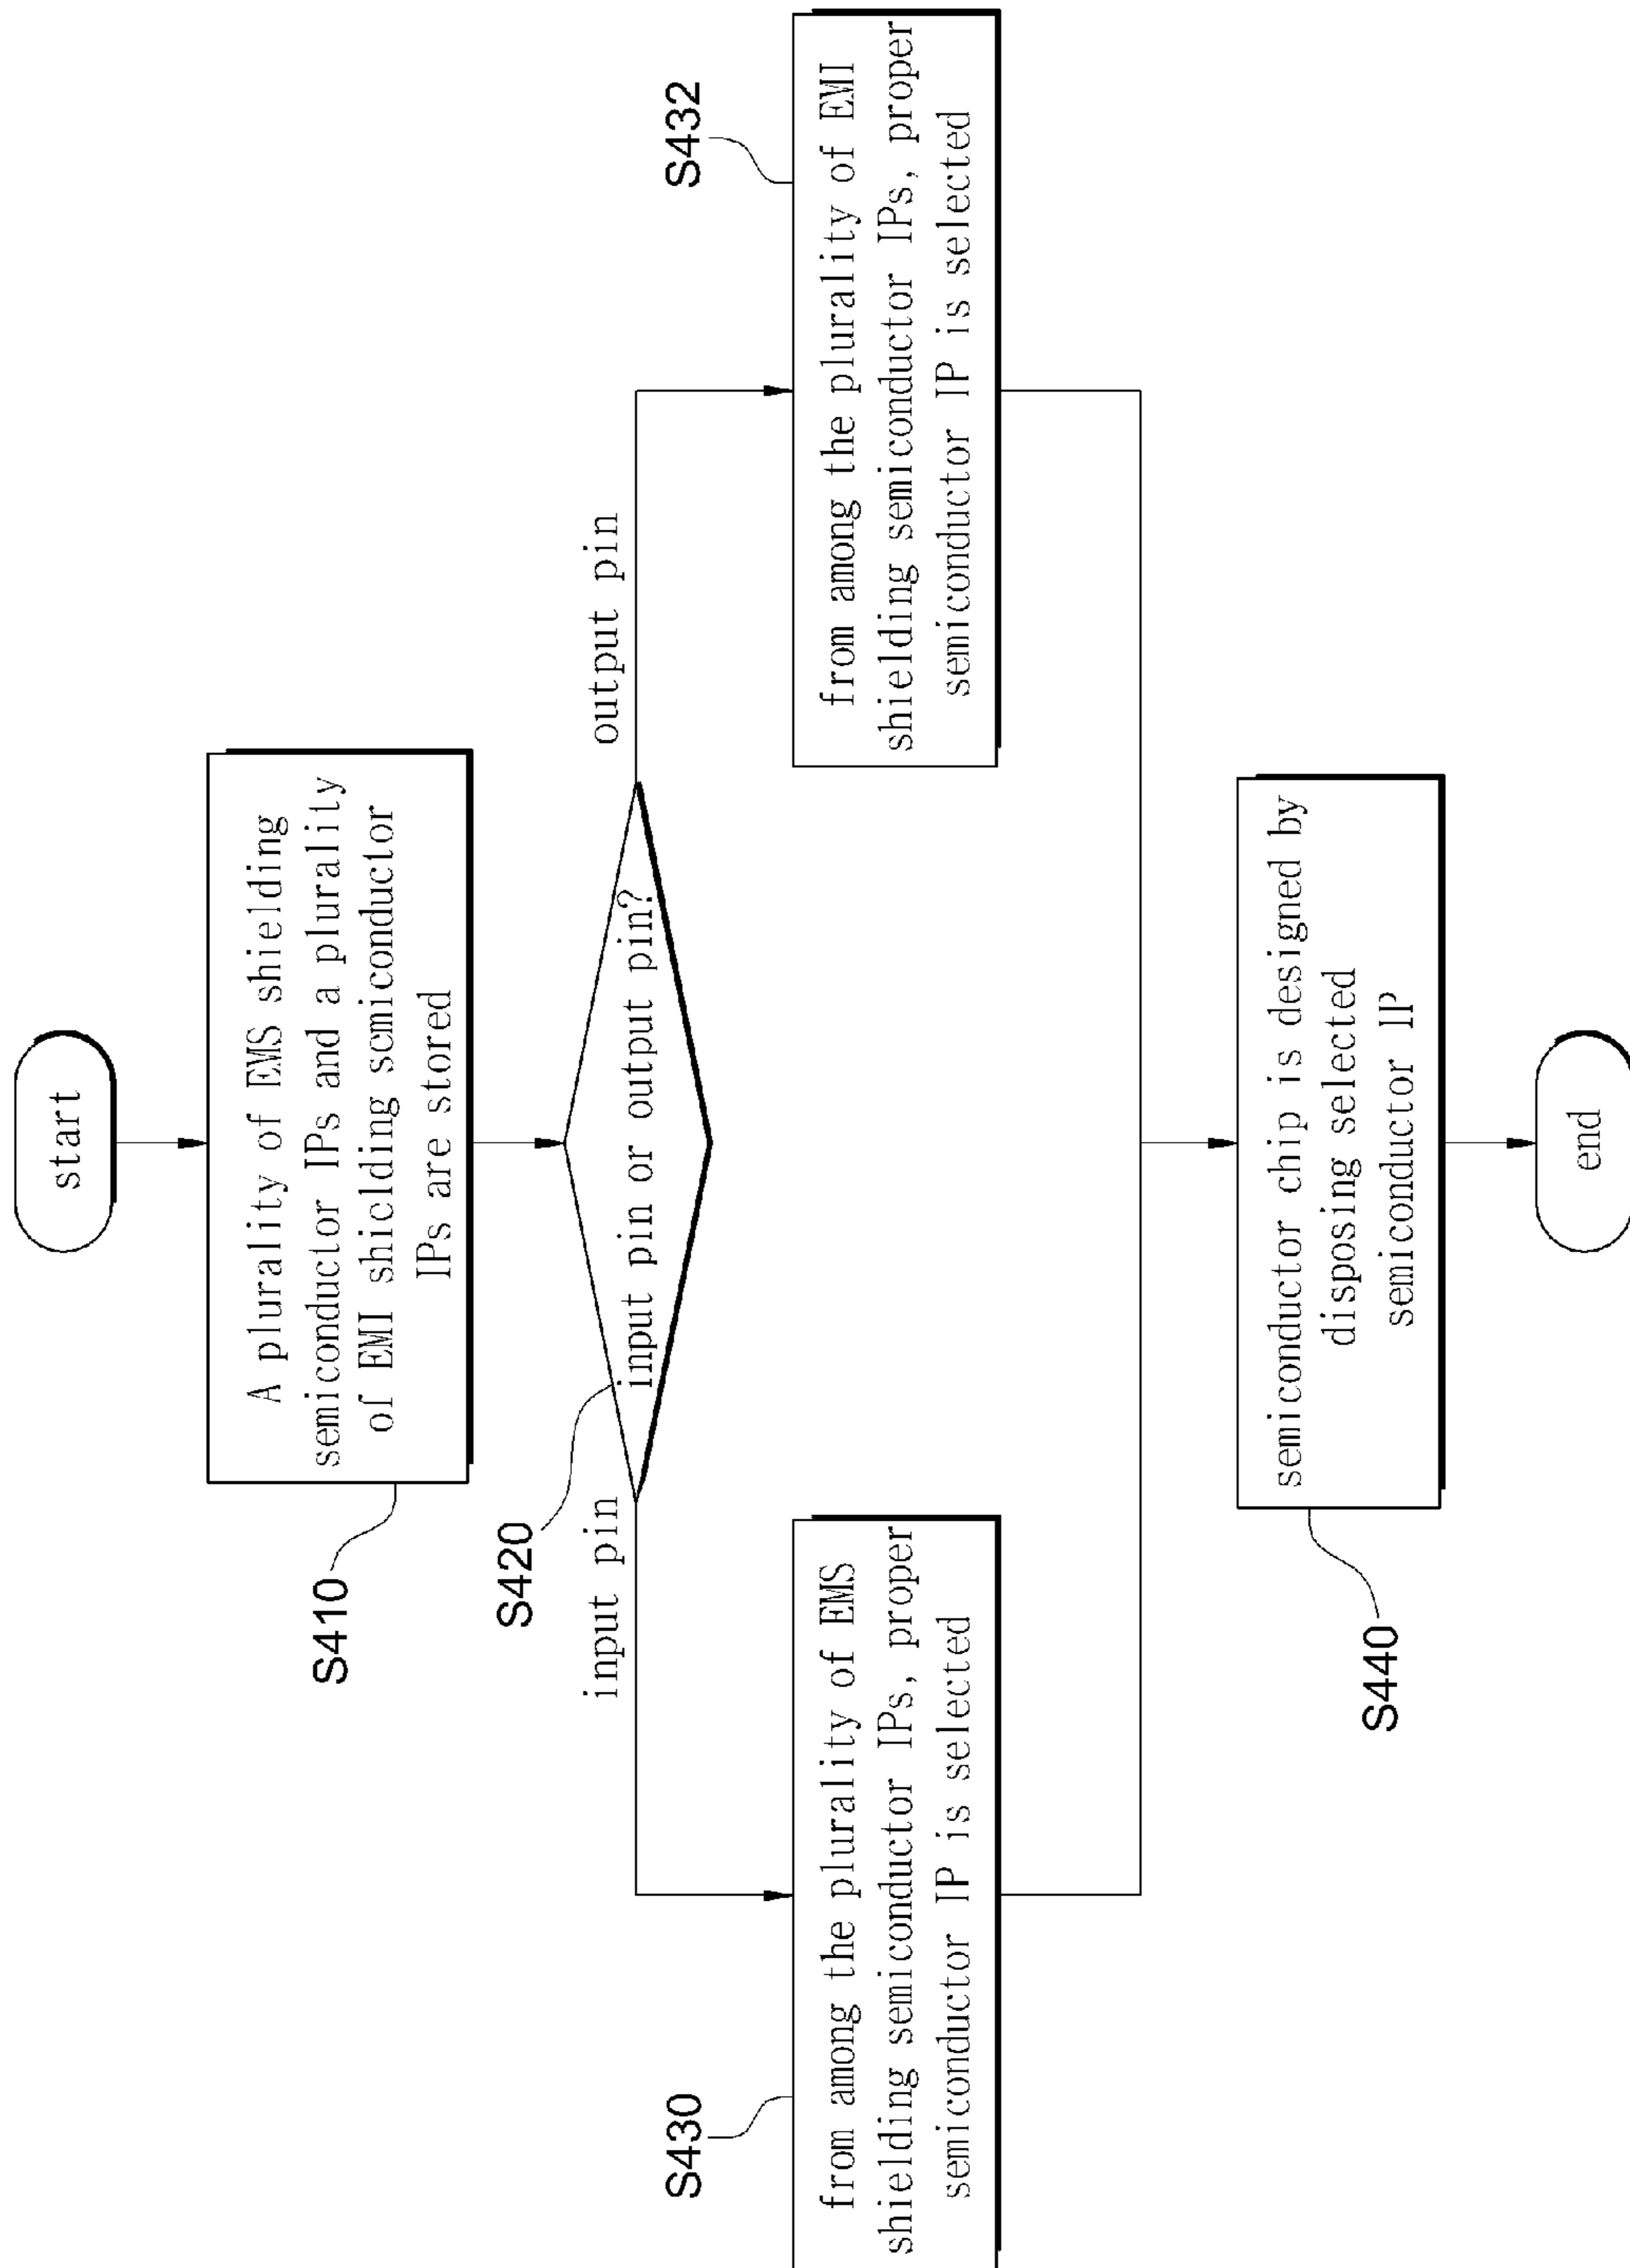 start
A plurality of EMS shielding
semiconductor IPs and a plurality
of EMI shielding semiconductor
IPs are stored
S410
input pin or output pin?
S420
input pin
output pin
from among the plurality of EMS
shielding semiconductor IPs, proper
semiconductor IP is selected
S430
from among the plurality of EMI
shielding semiconductor IPs, proper
semiconductor IP is selected
S432
semiconductor chip is designed by
disposing selected
semiconductor IP
S440
end